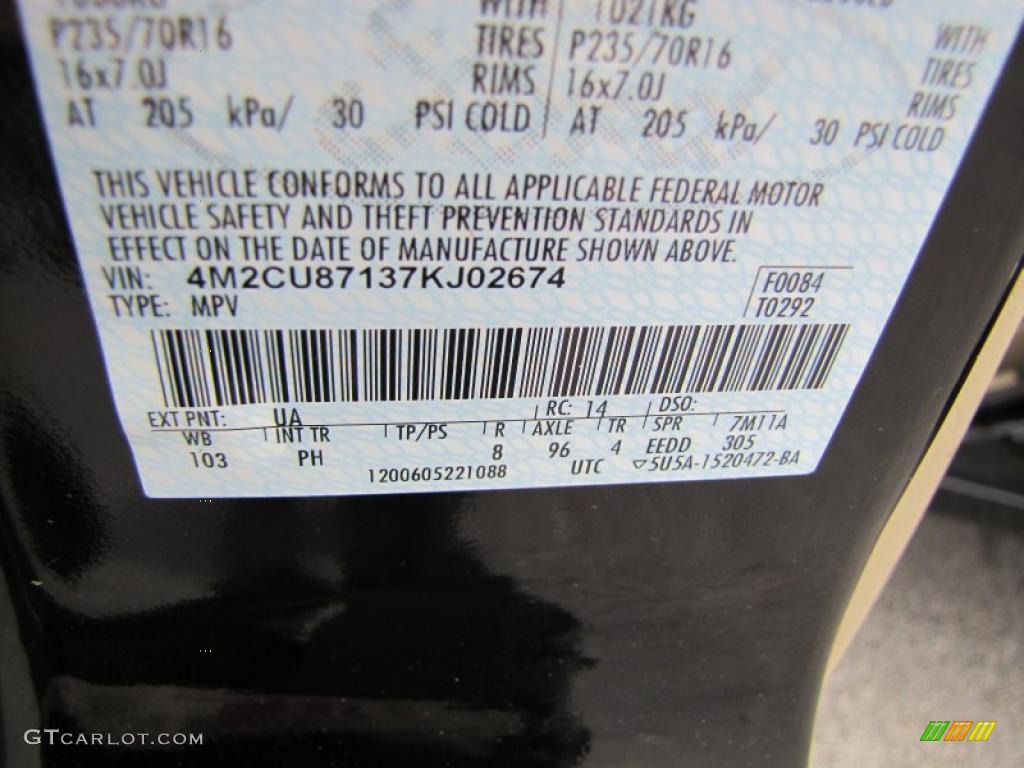 WITH 1021KG
P235/70R16 TIRES P235/70R16 WITH
16x7.0J RIMS 16x7.0J TIRES
RIMS
AT 205 kPa/ 30 PSI COLD AT 205 kPa/ 30 PSI COLD
THIS VEHICLE CONFORMS TO ALL APPLICABLE FEDERAL MOTOR
VEHICLE SAFETY AND THEFT PREVENTION STANDARDS IN
EFFECT ON THE DATE OF MANUFACTURE SHOWN ABOVE.
VIN: 4M2CU87137KJ02674 F0084
TYPE: MPV T0292
EXT PNT: UA RC: 14 DSO:
WB INT TR TP/PS R AXLE TR SPR 7M11A
103 PH 8 96 4 EEDD 305
1200605221088 UTC ▽5U5A-1520472-BA
GTCARLOT.COM